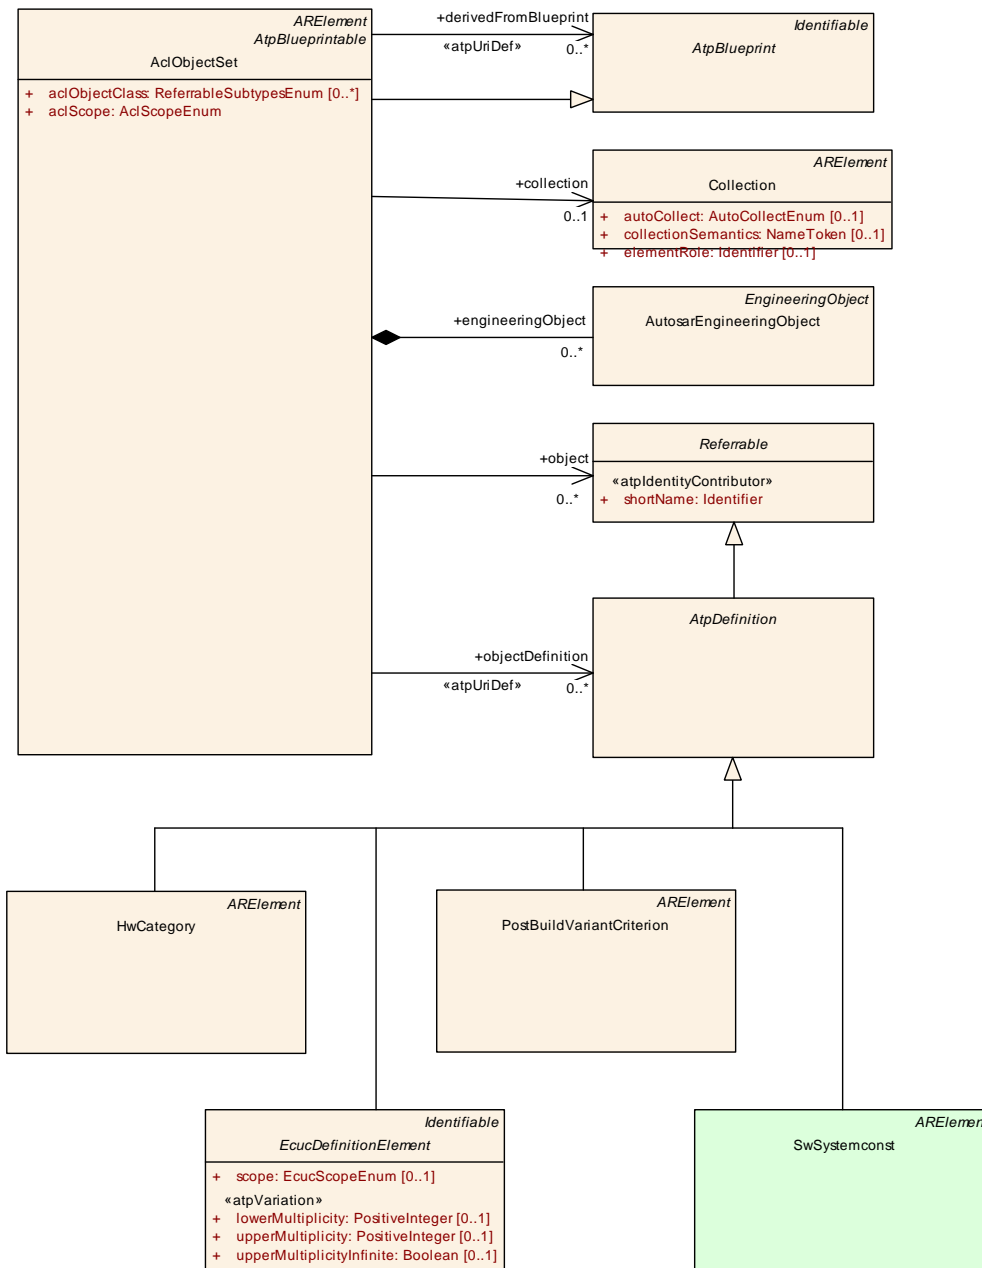 ARElement
AtpBlueprintable
AclObjectSet
+ aclObjectClass: ReferrableSubtypesEnum [0..*]
+ aclScope: AclScopeEnum
+derivedFromBlueprint
«atpUriDef»
0..*
Identifiable
AtpBlueprint
+collection
0..1
ARElement
Collection
+ autoCollect: AutoCollectEnum [0..1]
+ collectionSemantics: NameToken [0..1]
+ elementRole: Identifier [0..1]
+engineeringObject
0..*
EngineeringObject
AutosarEngineeringObject
+object
0..*
Referrable
«atpIdentityContributor»
+ shortName: Identifier
+objectDefinition
«atpUriDef»
0..*
AtpDefinition
ARElement
HwCategory
ARElement
PostBuildVariantCriterion
Identifiable
EcucDefinitionElement
+ scope: EcucScopeEnum [0..1]
«atpVariation»
+ lowerMultiplicity: PositiveInteger [0..1]
+ upperMultiplicity: PositiveInteger [0..1]
+ upperMultiplicityInfinite: Boolean [0..1]
ARElement
SwSystemconst